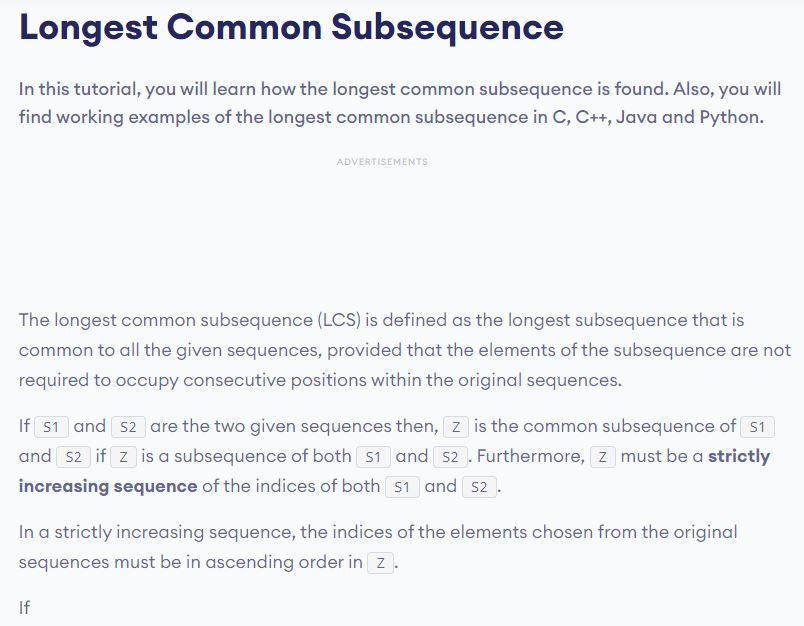 Longest Common Subsequence
In this tutorial, you will learn how the longest common subsequence is found. Also, you will
find working examples of the longest common subsequence in C, C++, Java and Python.
ADVERTISEMENTS
The longest common subsequence (LCS) is defined as the longest subsequence that is
common to all the given sequences, provided that the elements of the subsequence are not
required to occupy consecutive positions within the original sequences.
If S1 and S2 are the two given sequences then, Z is the common subsequence of S1
and S2 if Z is a subsequence of both S1 and S2. Furthermore, Z must be a strictly
increasing sequence of the indices of both S1 and S2.
In a strictly increasing sequence, the indices of the elements chosen from the original
sequences must be in ascending order in Z.
If